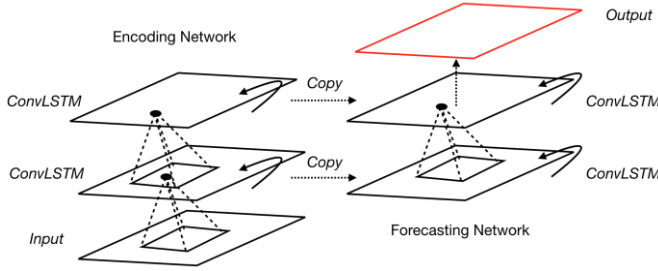 Output
Encoding Network
Copy
ConvLSTM
ConvLSTM
Copy
ConvLSTM
ConvLSTM
Input
Forecasting Network